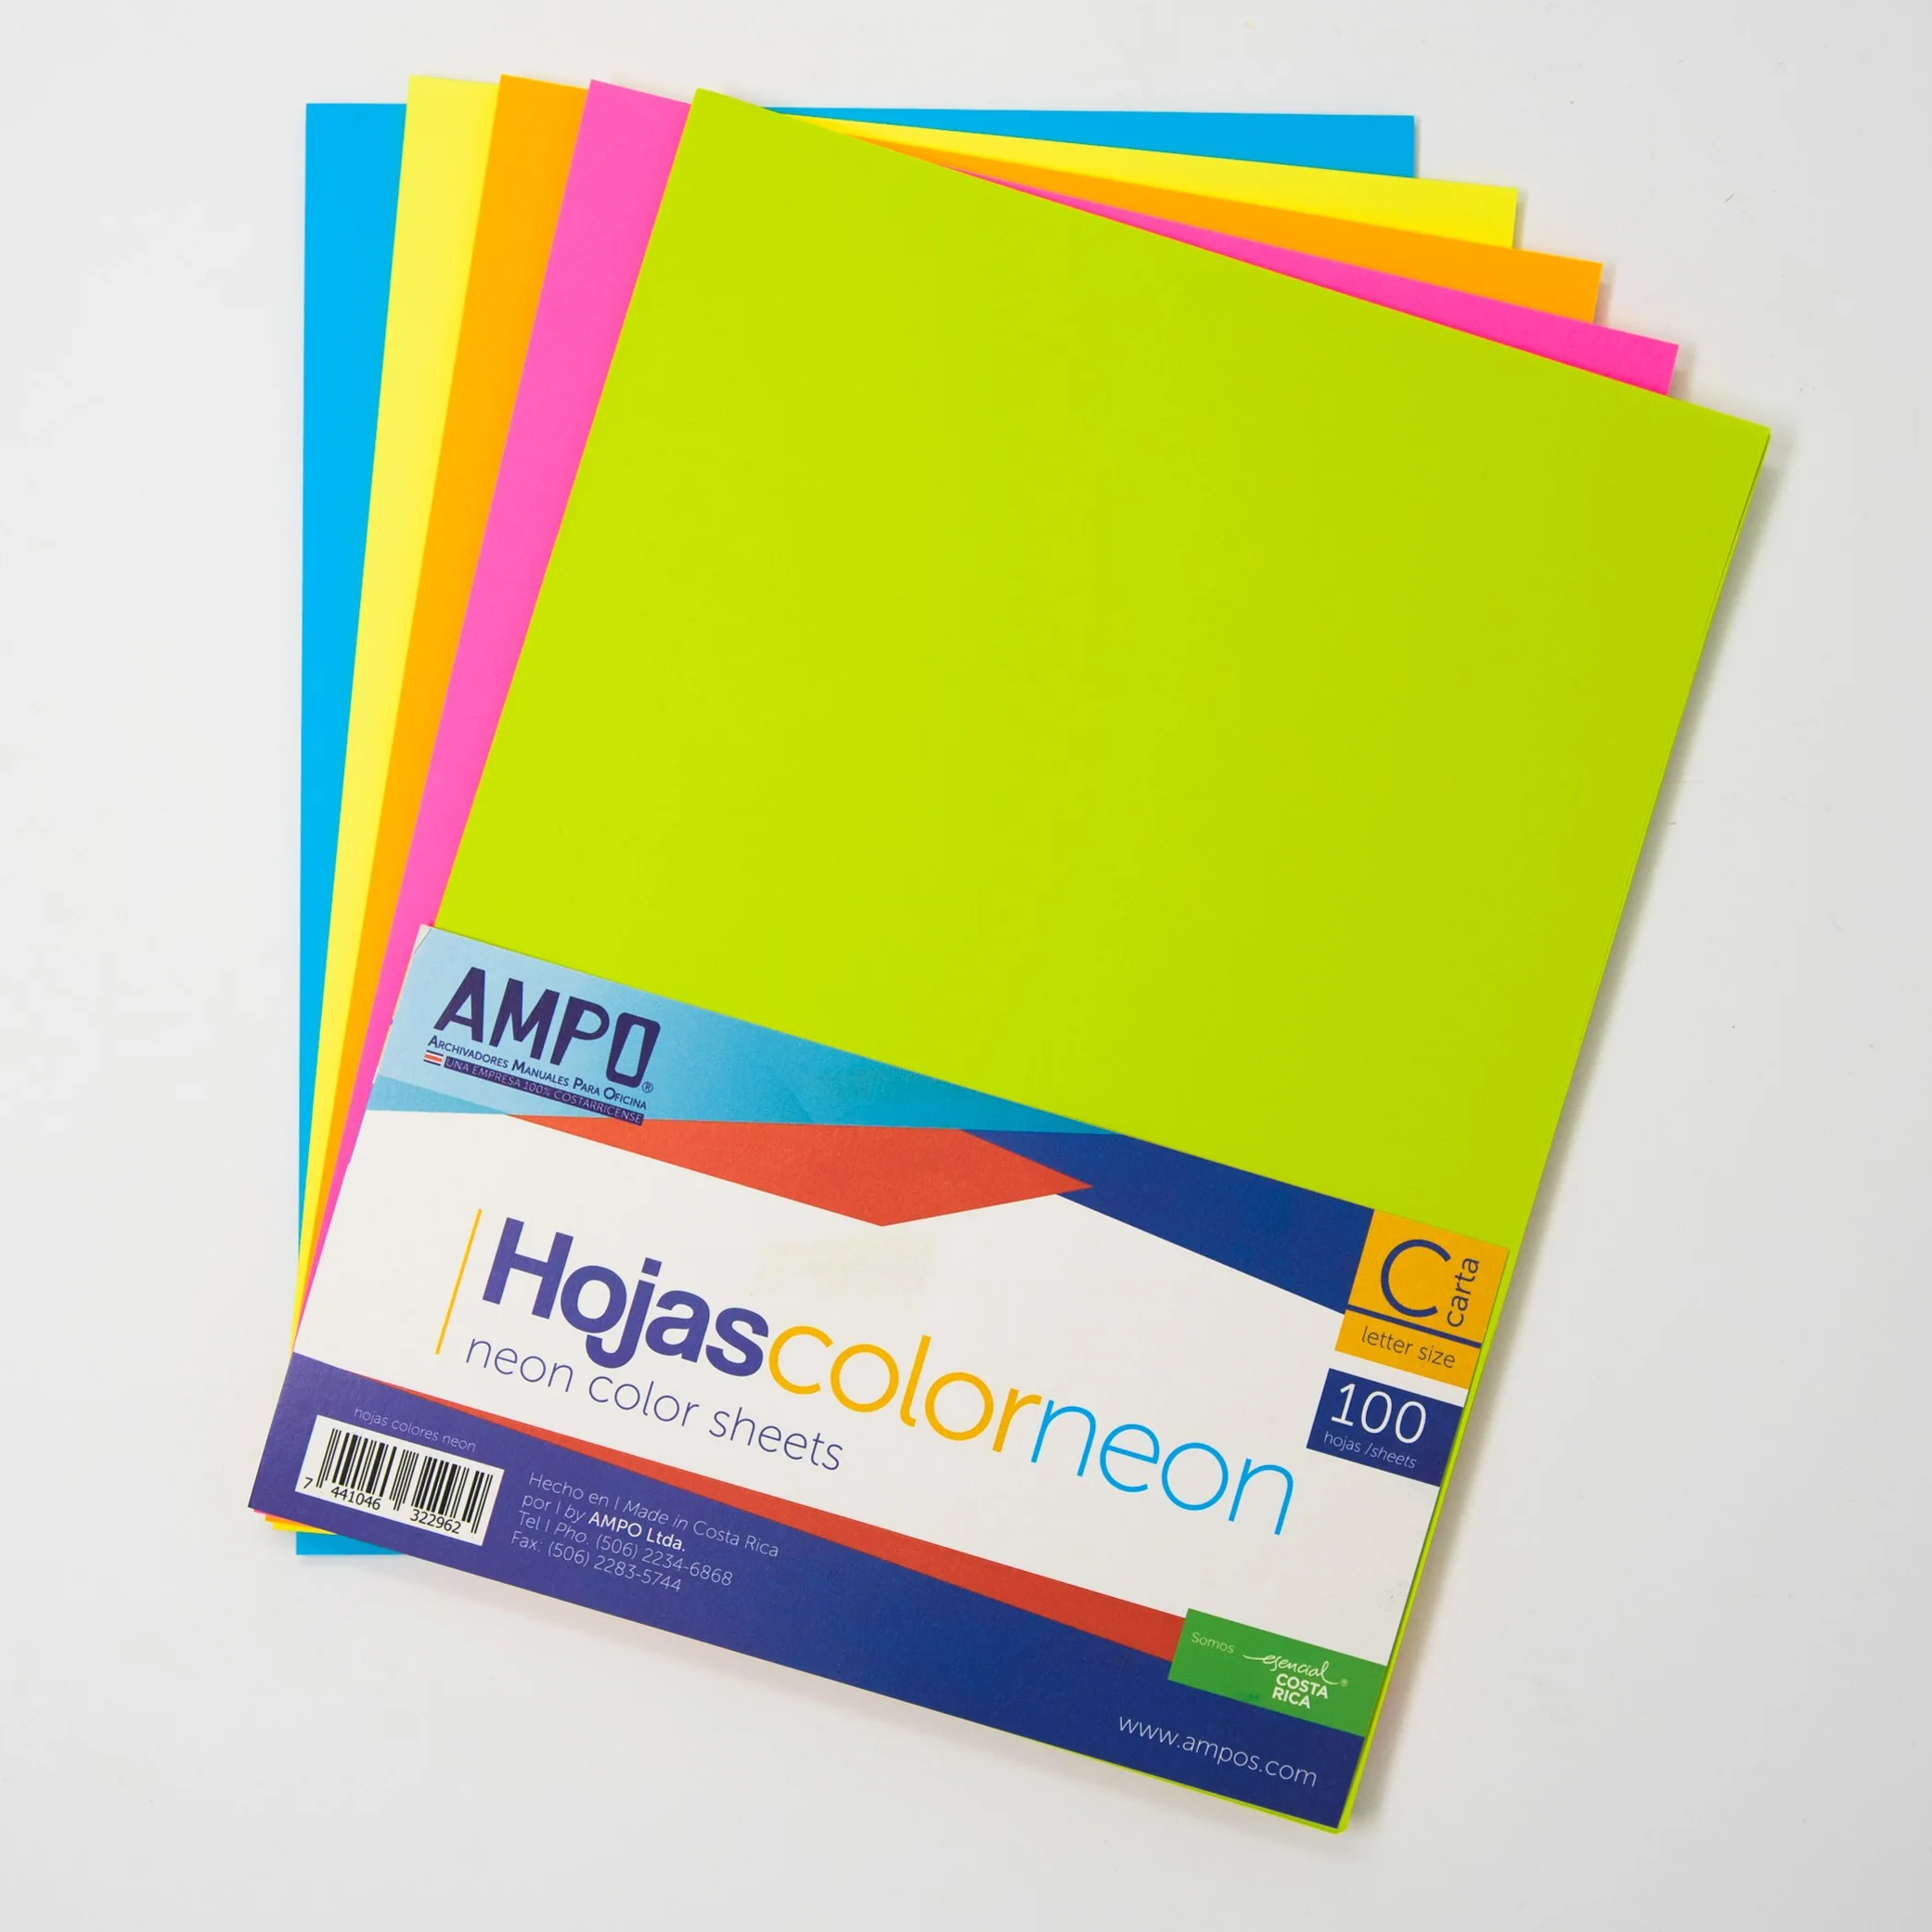 AMPO®
Archivadores Manuales Para Oficina
UNA EMPRESA 100% COSTARRICENSE
C carta
letter size
100
hojas /sheets
Hojascolorneon
neon color sheets
hojas colores neon
7 441046 322962
Hecho en | Made in Costa Rica
por | by AMPO Ltda.
Tel | Pho. (506) 2234-6868
Fax: (506) 2283-5744
Somos
esencial®
COSTA
RICA
www.ampos.com